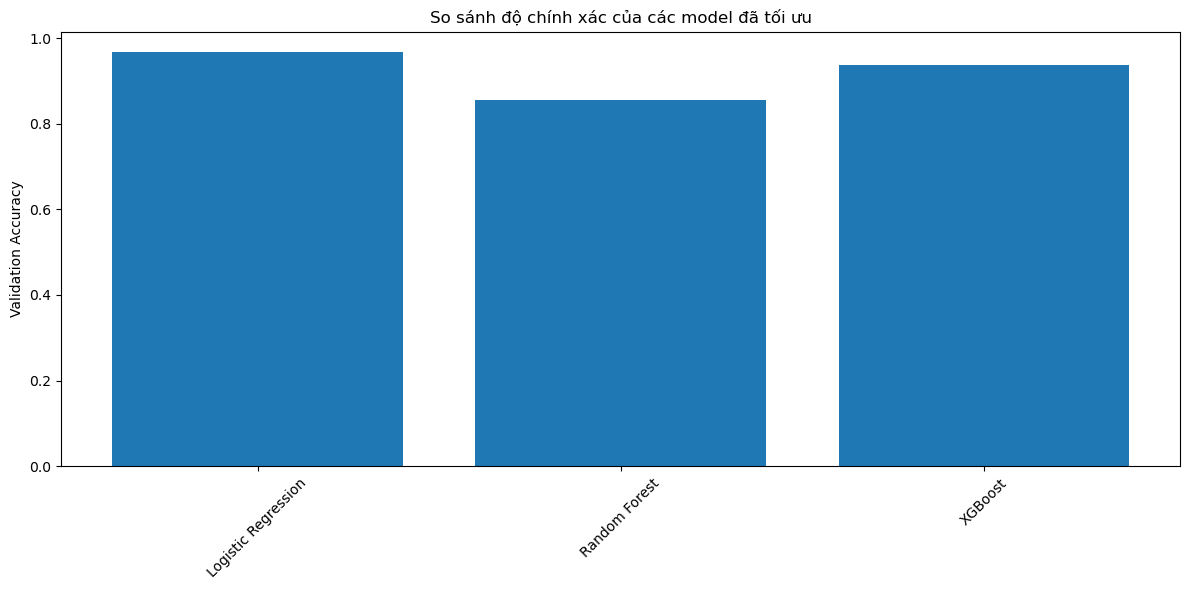 So sánh độ chính xác của các model đã tối ưu
Validation Accuracy
1.0
0.8
0.6
0.4
0.2
0.0
Logistic Regression
Random Forest
XGBoost